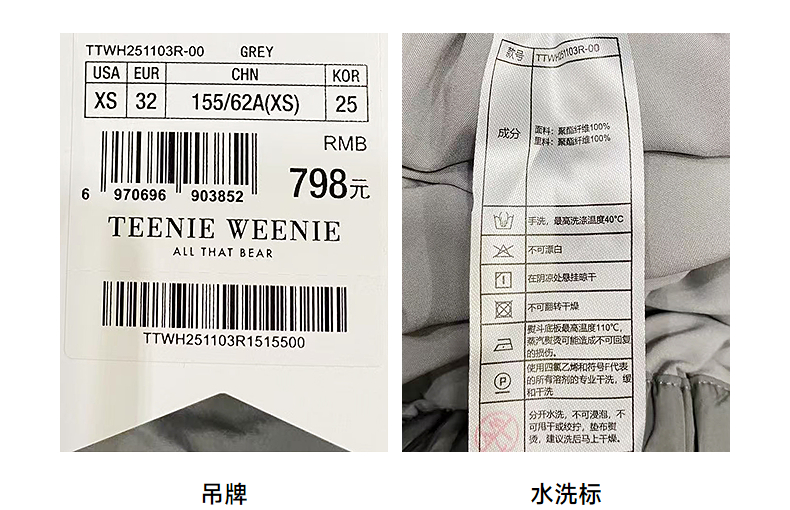 TTWH251103R-00 GREY
USA EUR CHN KOR
XS 32 155/62A(XS) 25
RMB
798元
6 970696 903852
TEENIE WEENIE
ALL THAT BEAR
TTWH251103R1515500
吊牌
款号 TTWH251103R-00
成分
面料：聚酯纤维100%
里料：聚酯纤维100%
手洗，最高洗涤温度40°C
不可漂白
在阴凉处悬挂晾干
不可翻转干燥
熨斗底板最高温度110℃，
蒸汽熨烫可能造成不可回复
的损伤。
使用四氯乙烯和符号F代表
的所有溶剂的专业干洗，缓
和干洗
P
分开水洗，不可浸泡，不
可甩干或绞拧，垫布熨
烫，建议洗后马上干燥。
水洗标